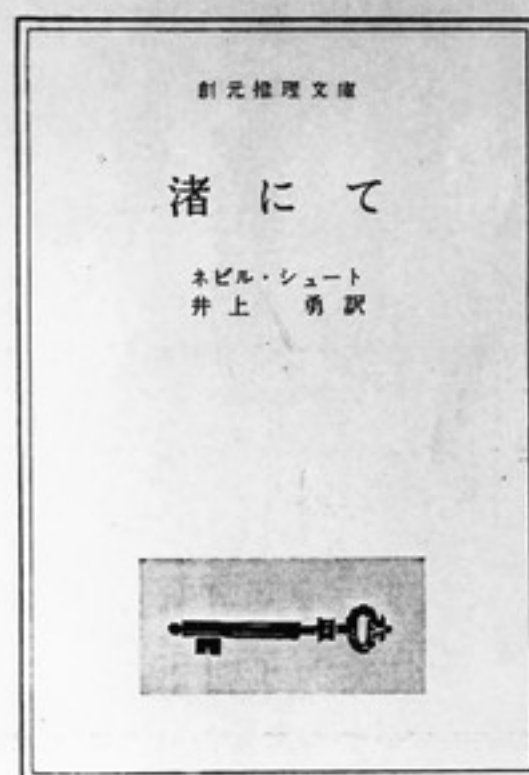 創元推理文庫
渚にて
ネビル・シュート
井上 勇訳